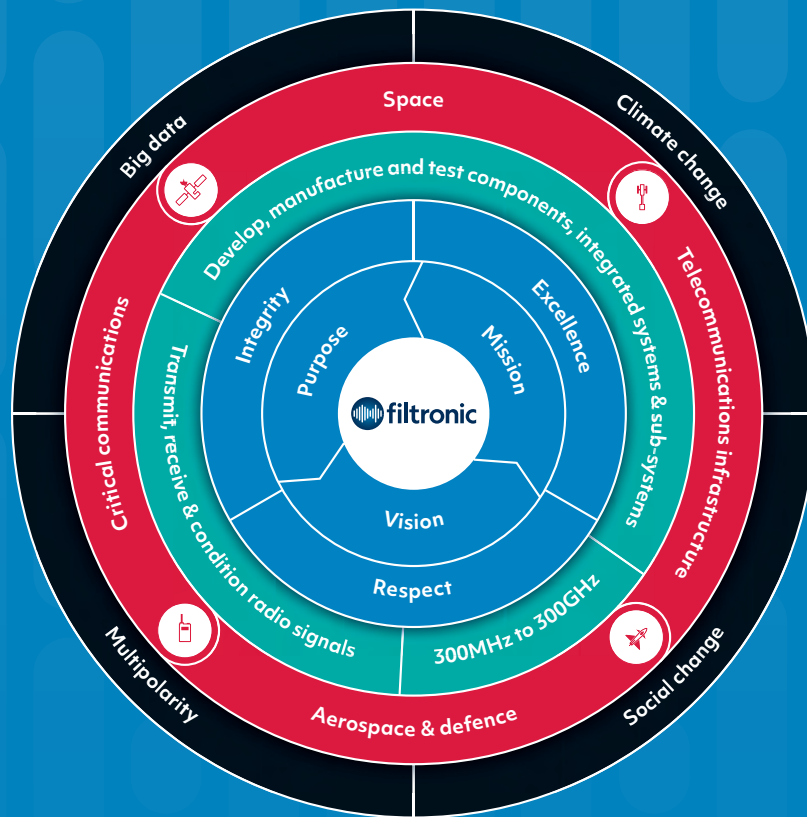 Big data
Climate change
Social change
Multipolarity
Space
Telecommunications infrastructure
Aerospace & defence
Critical communications
Develop, manufacture and test components, integrated systems & sub-systems
300MHz to 300GHz
Transmit, receive & condition radio signals
Integrity
Excellence
Respect
Purpose
Mission
Vision
filtronic